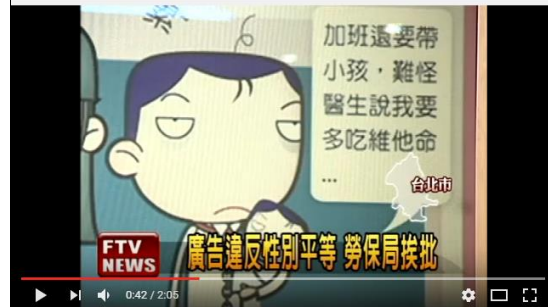 加班還要帶
小孩，難怪
醫生說我要
多吃維他命
...
台北市
FTV
NEWS
廣告違反性別平等 勞保局挨批
0:42 / 2:05